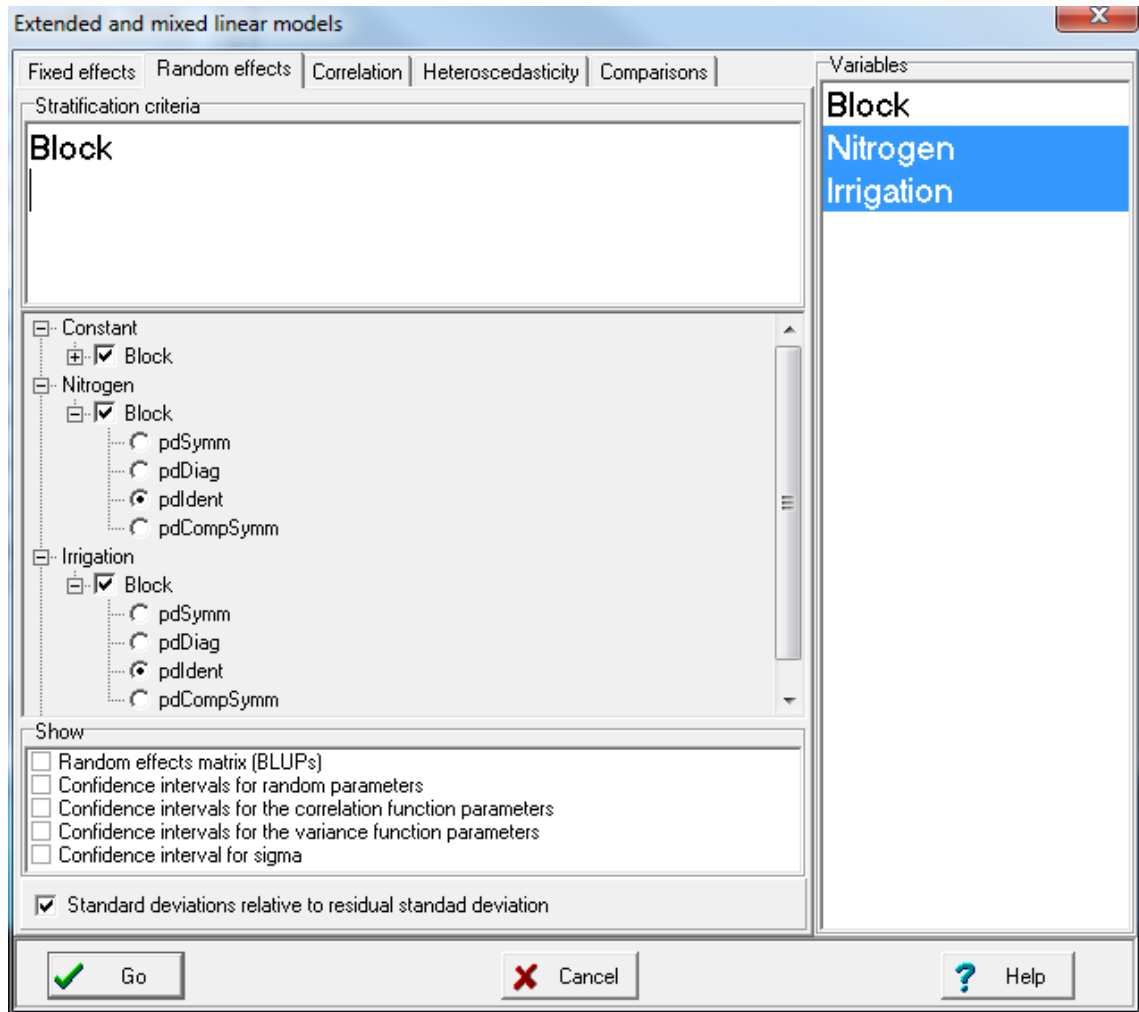 Extended and mixed linear models
Fixed effects Random effects Correlation Heteroscedasticity Comparisons
Stratification criteria
Block
Constant
Block
Nitrogen
Block
pdSymm
pdDiag
pdIdent
pdCompSymm
Irrigation
Block
pdSymm
pdDiag
pdIdent
pdCompSymm
Show
Random effects matrix (BLUPs)
Confidence intervals for random parameters
Confidence intervals for the correlation function parameters
Confidence intervals for the variance function parameters
Confidence interval for sigma
Standard deviations relative to residual standad deviation
Variables
Block
Nitrogen
Irrigation
Go Cancel Help